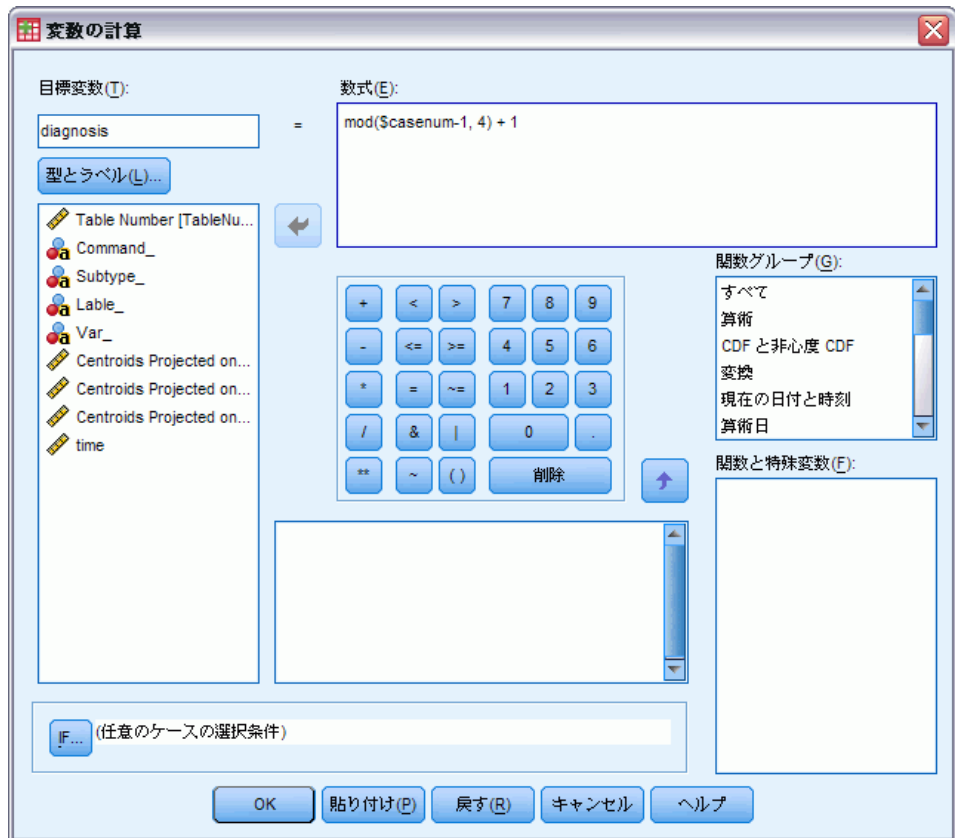 変数の計算
目標変数(T):
diagnosis
=
数式(E):
mod($casenum-1, 4) + 1
型とラベル(L)...
Table Number [TableNu...
Command_
Subtype_
Lable_
Var_
Centroids Projected on...
Centroids Projected on...
Centroids Projected on...
time
+ < > 7 8 9
- <= >= 4 5 6
* = ~= 1 2 3
/ & | 0 .
** ~ ( ) 削除
関数グループ(G):
すべて
算術
CDF と非心度 CDF
変換
現在の日付と時刻
算術日
関数と特殊変数(F):
IF... (任意のケースの選択条件)
OK 貼り付け(P) 戻す(R) キャンセル ヘルプ